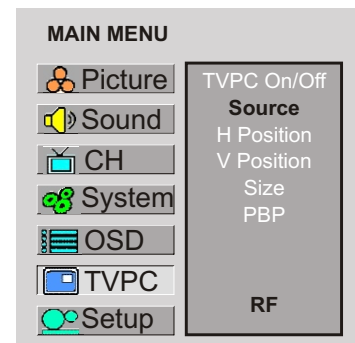 MAIN MENU
Picture
Sound
CH
System
OSD
TVPC
Setup
TVPC On/Off
Source
H Position
V Position
Size
PBP
RF